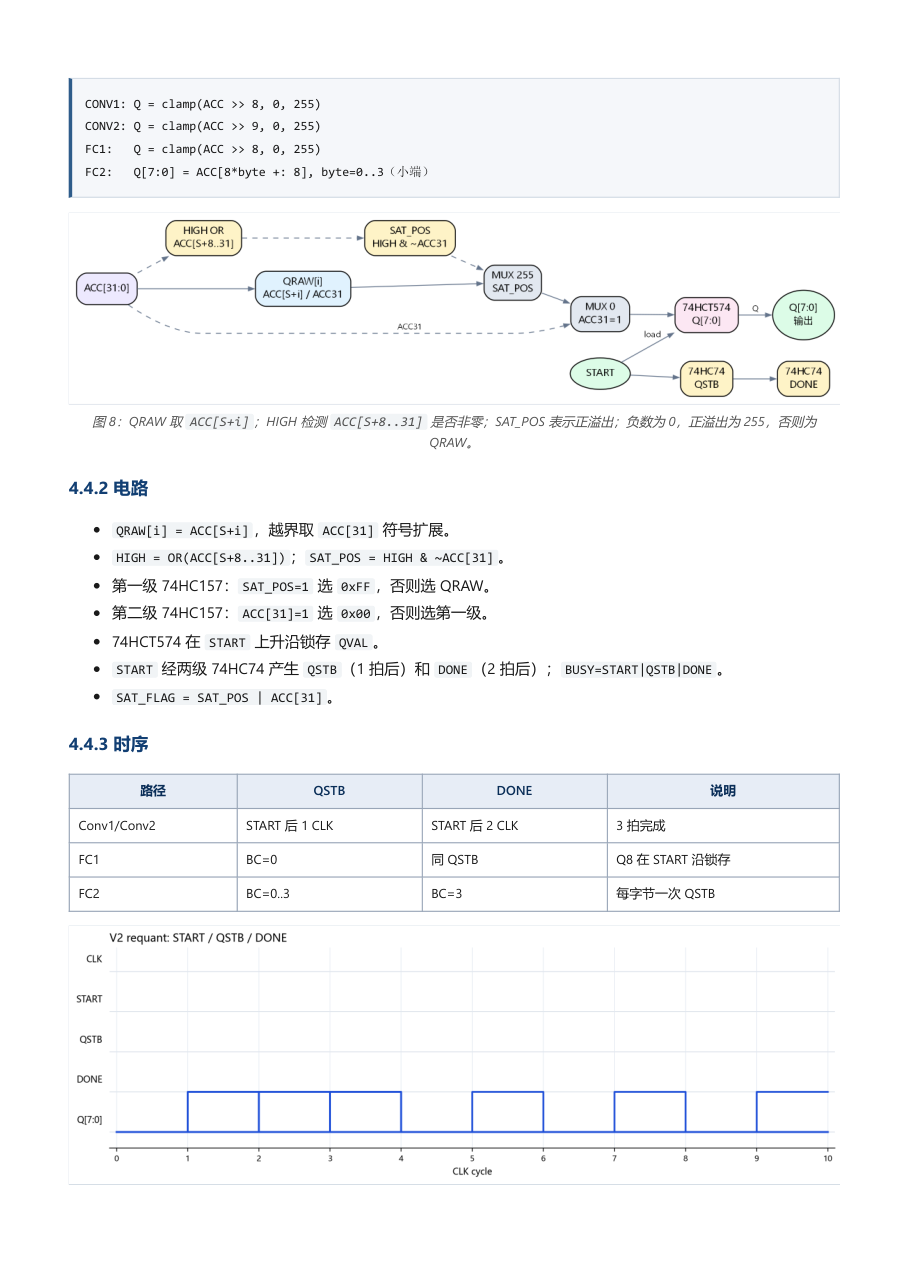 CONV1: Q = clamp(ACC >> 8, 0, 255)
CONV2: Q = clamp(ACC >> 9, 0, 255)
FC1:   Q = clamp(ACC >> 8, 0, 255)
FC2:   Q[7:0] = ACC[8*byte +: 8], byte=0..3（小端）
HIGH OR
ACC[S+8..31]
SAT_POS
HIGH & ~ACC31
ACC[31:0]
QRAW[i]
ACC[S+i] / ACC31
MUX 255
SAT_POS
MUX 0
ACC31=1
74HCT574
Q[7:0]
Q
Q[7:0]
输出
ACC31
load
START
74HC74
QSTB
74HC74
DONE
图 8：QRAW 取 ACC[S+i]；HIGH 检测 ACC[S+8..31] 是否非零；SAT_POS 表示正溢出；负数为 0，正溢出为 255，否则为
QRAW。
4.4.2 电路
• QRAW[i] = ACC[S+i]，越界取 ACC[31] 符号扩展。
• HIGH = OR(ACC[S+8..31])；SAT_POS = HIGH & ~ACC[31]。
• 第一级 74HC157：SAT_POS=1 选 0xFF，否则选 QRAW。
• 第二级 74HC157：ACC[31]=1 选 0x00，否则选第一级。
• 74HCT574 在 START 上升沿锁存 QVAL。
• START 经两级 74HC74 产生 QSTB（1 拍后）和 DONE（2 拍后）；BUSY=START|QSTB|DONE。
• SAT_FLAG = SAT_POS | ACC[31]。
4.4.3 时序
路径 QSTB DONE 说明
Conv1/Conv2 START 后 1 CLK START 后 2 CLK 3 拍完成
FC1 BC=0 同 QSTB Q8 在 START 沿锁存
FC2 BC=0..3 BC=3 每字节一次 QSTB
V2 requant: START / QSTB / DONE
CLK
START
QSTB
DONE
Q[7:0]
0 1 2 3 4 5 6 7 8 9 10
CLK cycle